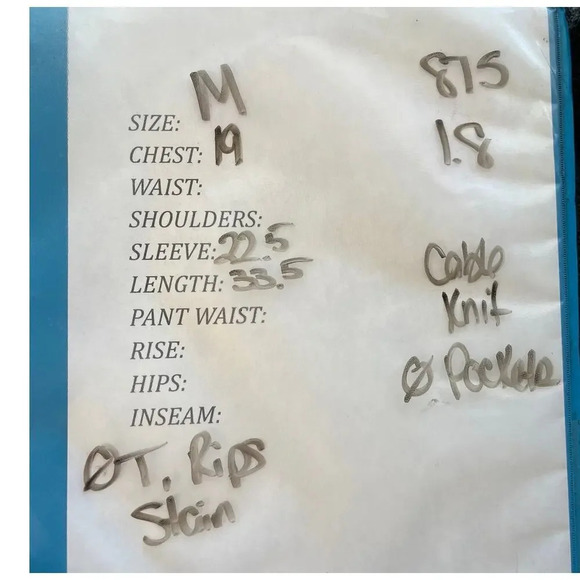 M 875
SIZE:
CHEST: 19 1.8
WAIST:
SHOULDERS:
SLEEVE: 22.5
LENGTH: 33.5 Cable
PANT WAIST: Knit
RISE:
HIPS: Ø Pockets
INSEAM:
ØT, Rips
Stain